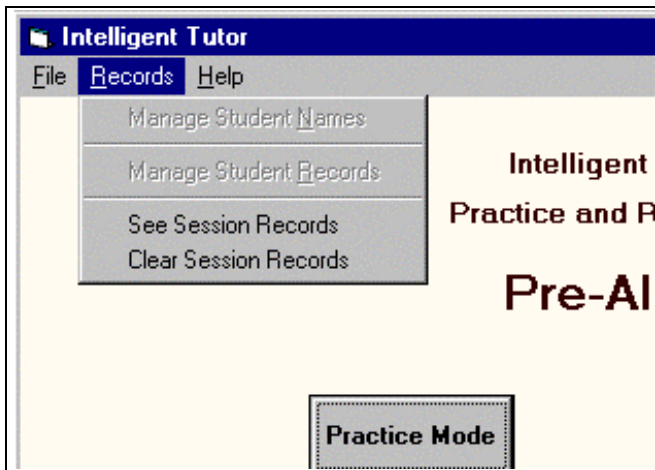 Intelligent Tutor
File Records Help
Manage Student Names
Manage Student Records
See Session Records
Clear Session Records
Intelligent
Practice and R
Pre-Al
Practice Mode